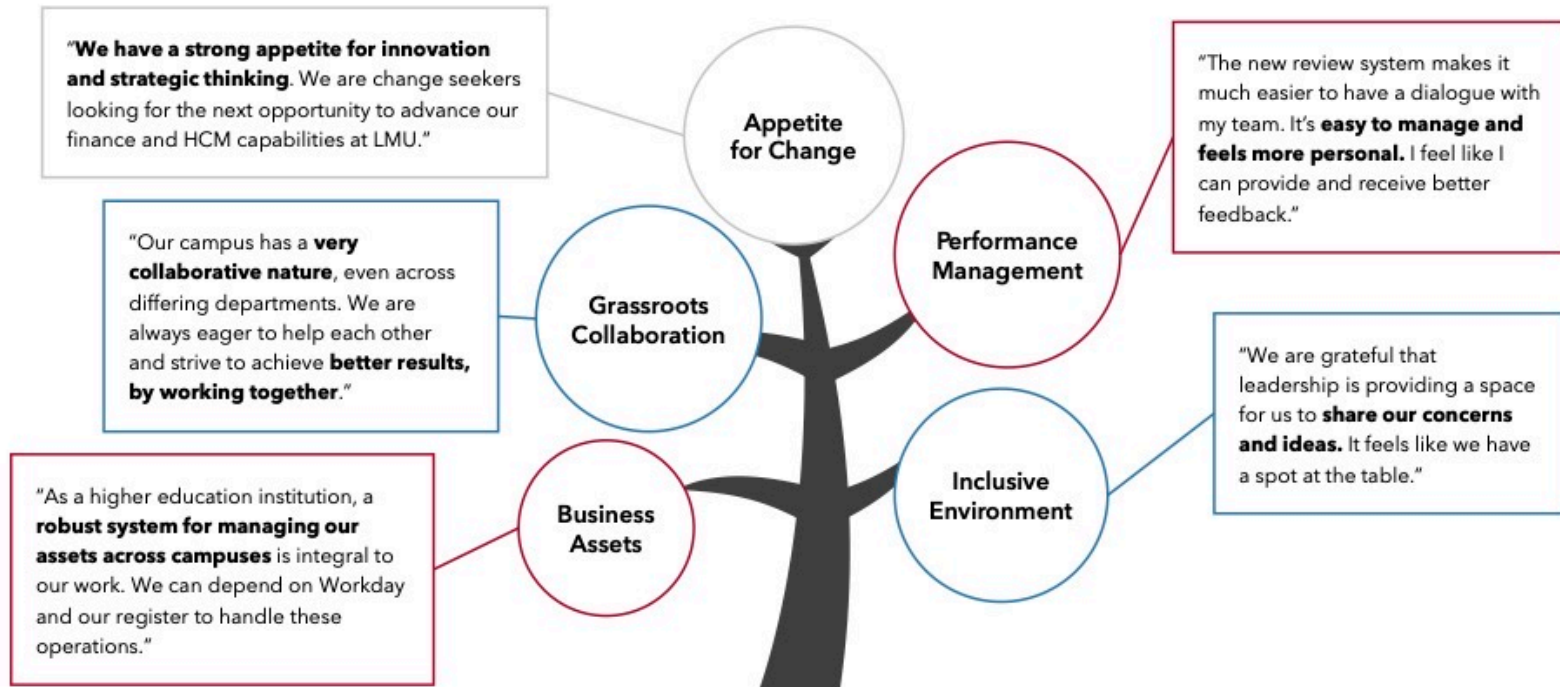 "We have a strong appetite for innovation
and strategic thinking. We are change seekers
looking for the next opportunity to advance our
finance and HCM capabilities at LMU."
Appetite
for Change
"The new review system makes it
much easier to have a dialogue with
my team. It's easy to manage and
feels more personal. I feel like I
can provide and receive better
feedback."
Performance
Management
"Our campus has a very
collaborative nature, even across
differing departments. We are
always eager to help each other
and strive to achieve better results,
by working together."
Grassroots
Collaboration
"We are grateful that
leadership is providing a space
for us to share our concerns
and ideas. It feels like we have
a spot at the table."
Inclusive
Environment
"As a higher education institution, a
robust system for managing our
assets across campuses is integral to
our work. We can depend on Workday
and our register to handle these
operations."
Business
Assets